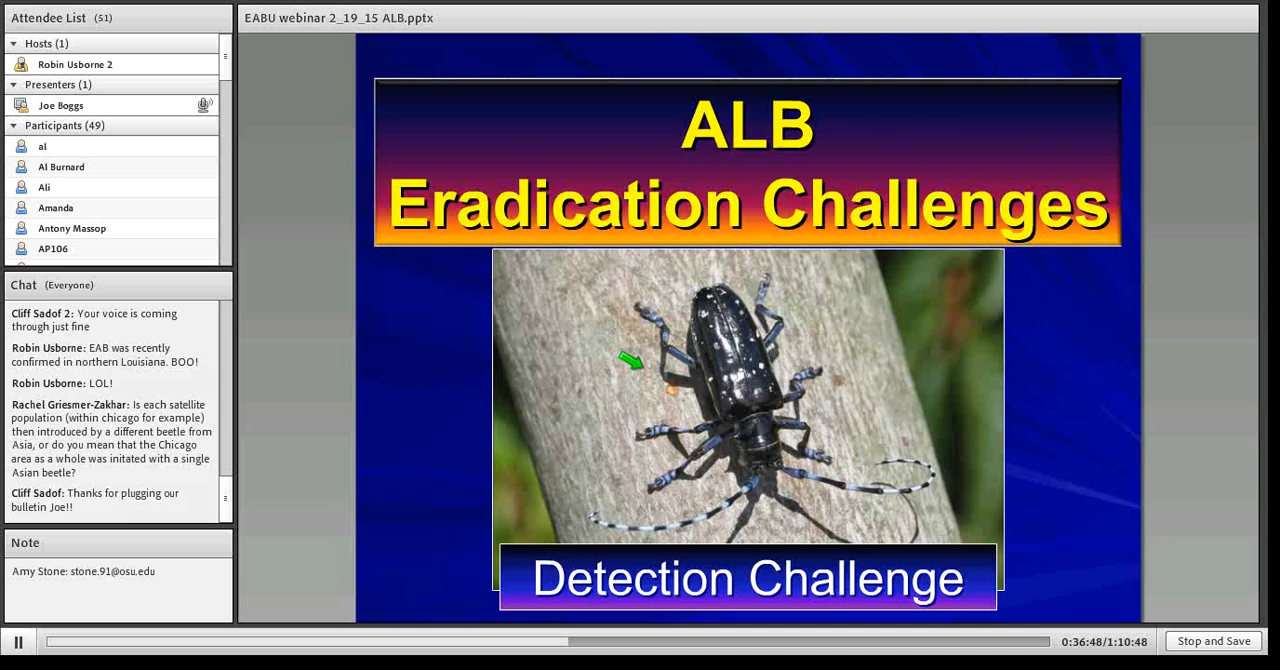 Attendee List (51)
Hosts (1)
Robin Usborne 2
Presenters (1)
Joe Boggs
Participants (49)
al
Al Burnard
Ali
Amanda
Antony Massop
AP106
Chat (Everyone)
Cliff Sadof 2: Your voice is coming
through just fine
Robin Usborne: EAB was recently
confirmed in northern Louisiana. BOO!
Robin Usborne: LOL!
Rachel Griesmer-Zakhar: Is each satellite
population (within chicago for example)
then introduced by a different beetle from
Asia, or do you mean that the Chicago
area as a whole was initated with a single
Asian beetle?
Cliff Sadof: Thanks for plugging our
bulletin Joe!!
Note
Amy Stone: stone.91@osu.edu
EABU webinar 2_19_15 ALB.pptx
ALB
Eradication Challenges
Detection Challenge
0:36:48/1:10:48
Stop and Save